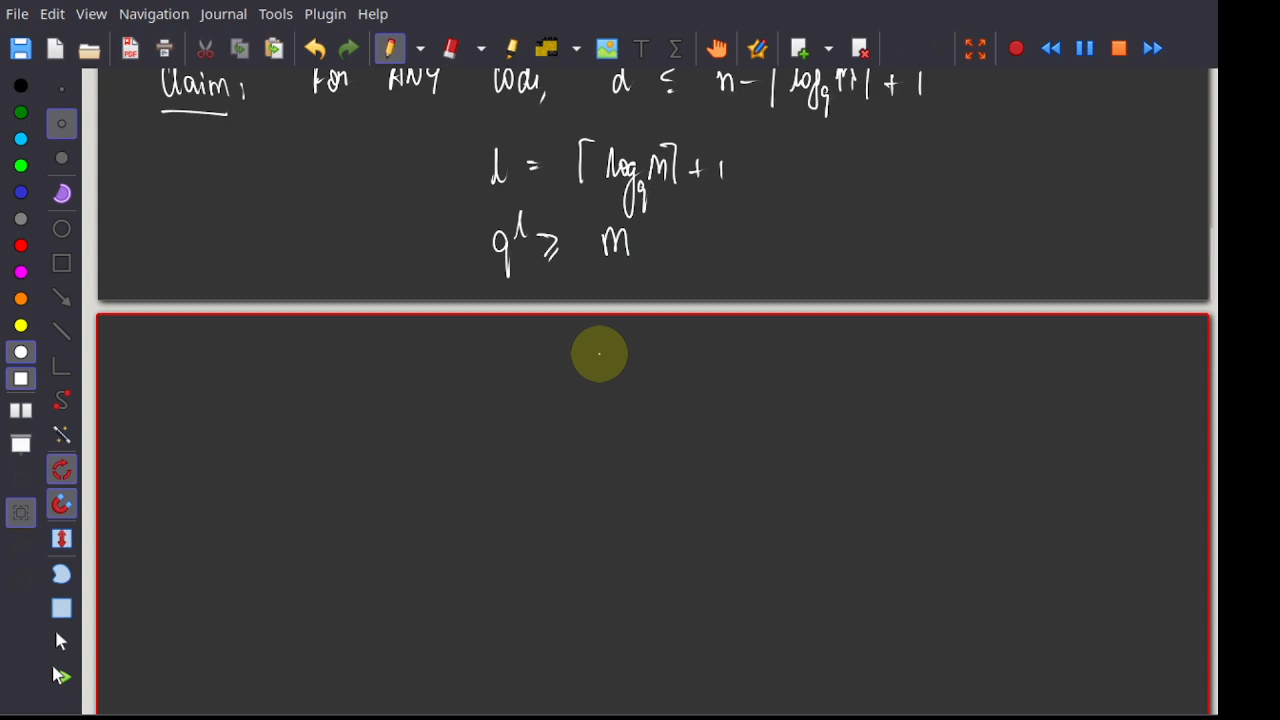 File Edit View Navigation Journal Tools Plugin Help
Claim: For ANY code, d ≤ n - ⌈log_q M⌉ + 1
l = ⌈log_q M⌉ + 1
q^l ≥ M